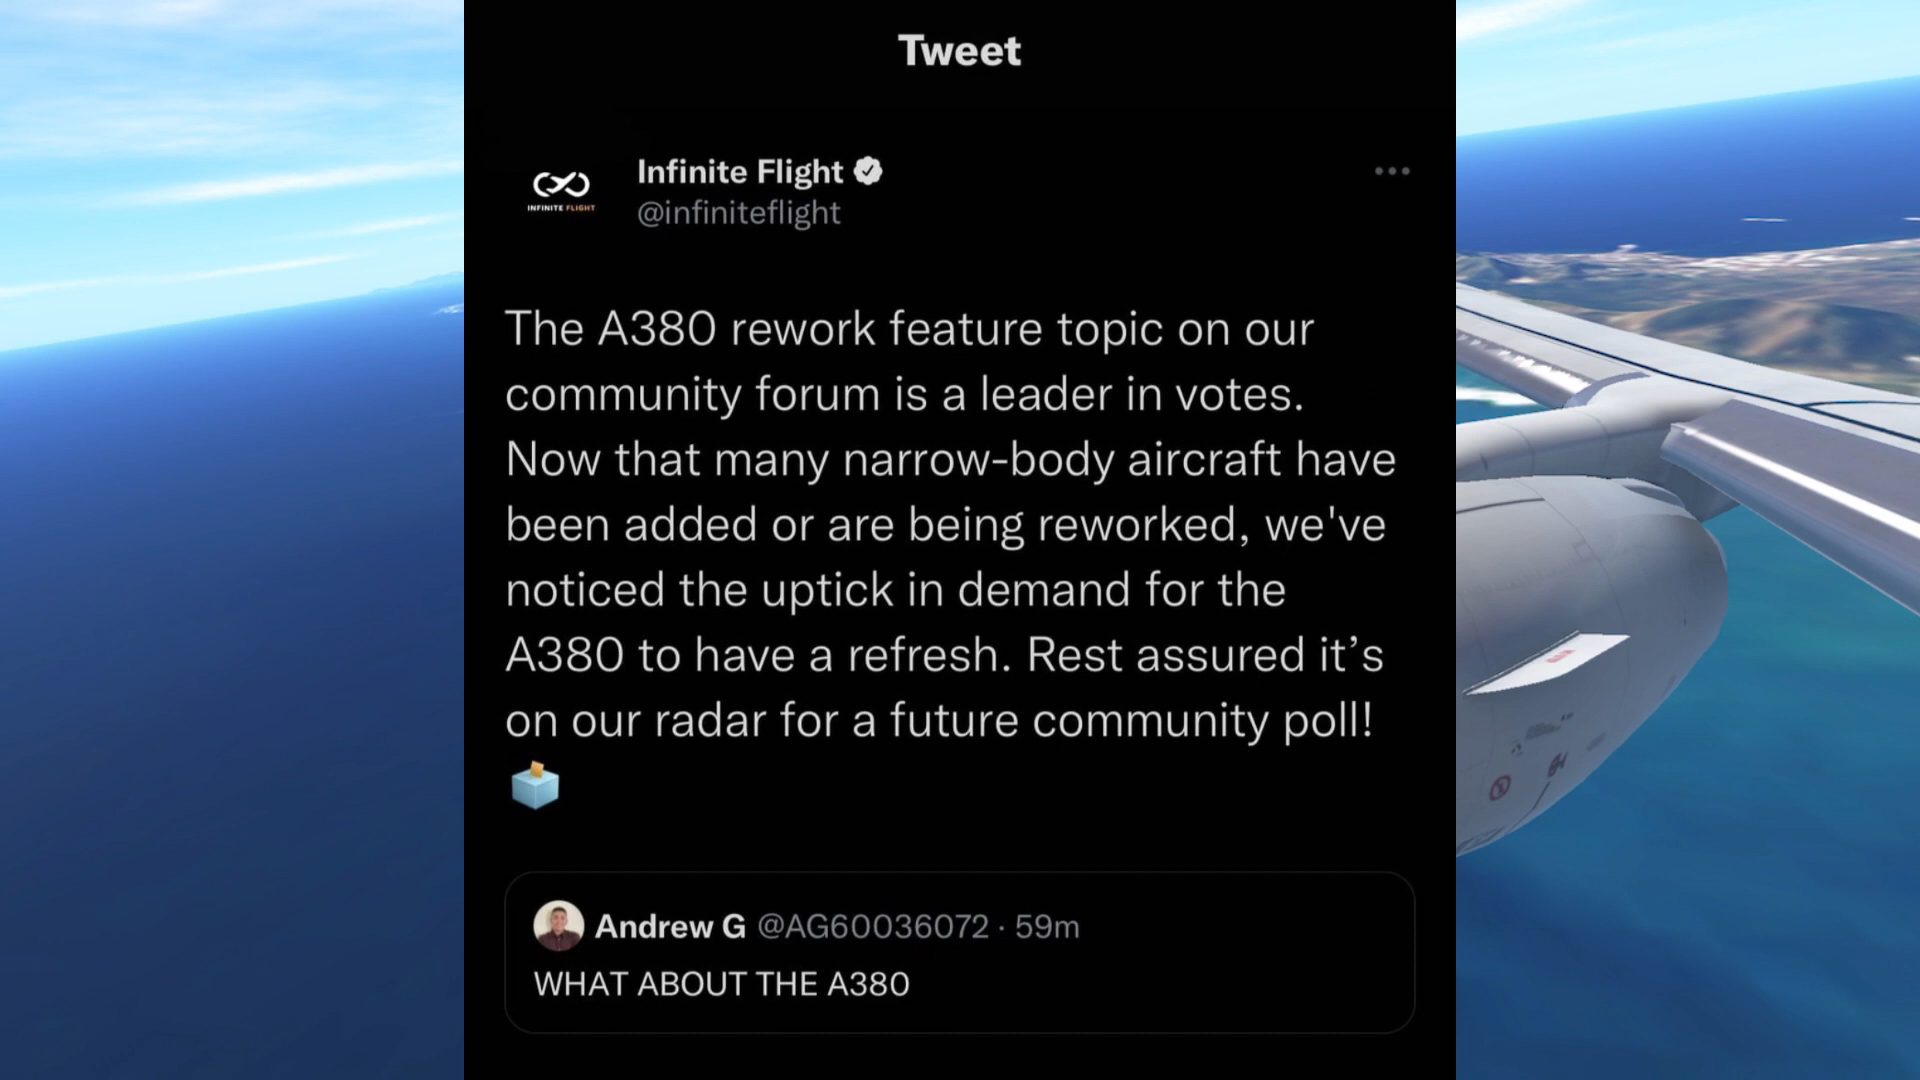 Tweet
Infinite Flight
INFINITE FLIGHT
@infiniteflight
The A380 rework feature topic on our
community forum is a leader in votes.
Now that many narrow-body aircraft have
been added or are being reworked, we've
noticed the uptick in demand for the
A380 to have a refresh. Rest assured it’s
on our radar for a future community poll!
Andrew G @AG60036072 · 59m
WHAT ABOUT THE A380